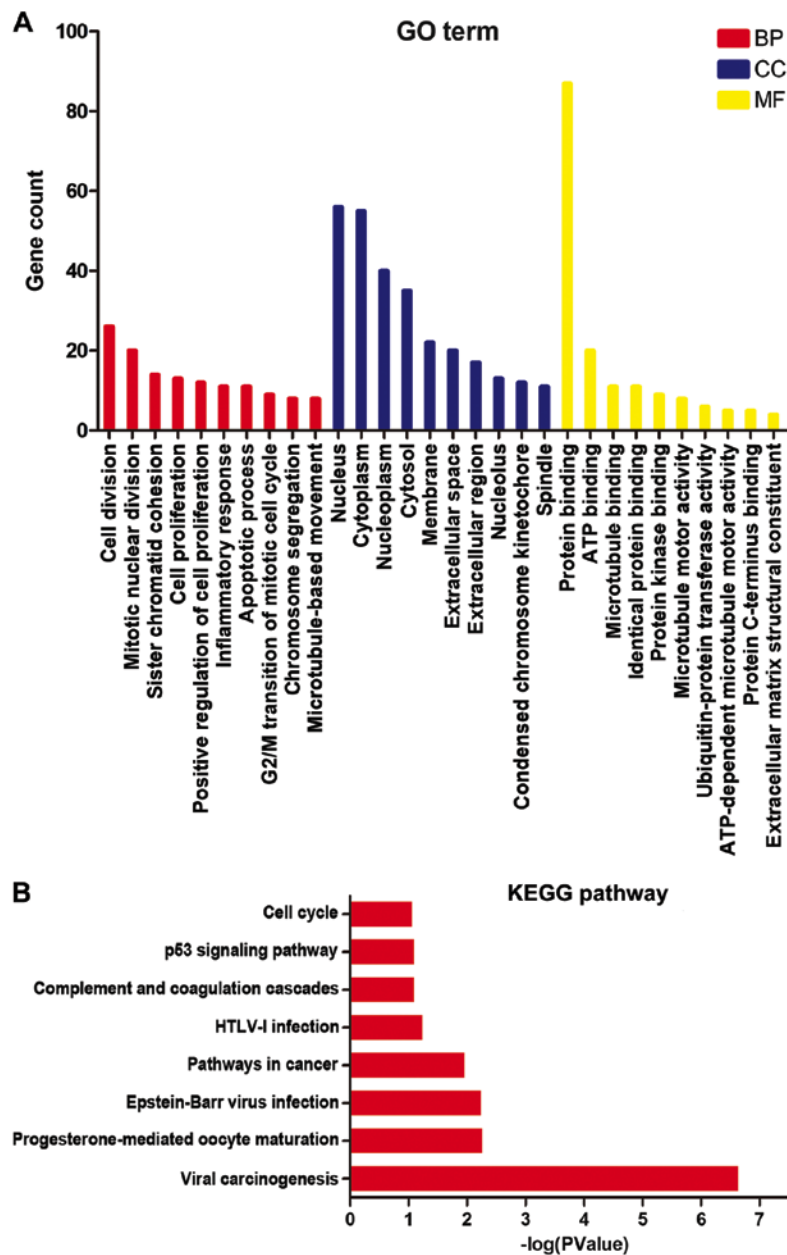 A
GO term
BP
CC
MF
Gene count
100
80
60
40
20
0
Cell division
Mitotic nuclear division
Sister chromatid cohesion
Cell proliferation
Positive regulation of cell proliferation
Inflammatory response
Apoptotic process
G2/M transition of mitotic cell cycle
Chromosome segregation
Microtubule-based movement
Nucleus
Cytoplasm
Nucleoplasm
Cytosol
Membrane
Extracellular space
Extracellular region
Nucleolus
Condensed chromosome kinetochore
Spindle
Protein binding
ATP binding
Microtubule binding
Identical protein binding
Protein kinase binding
Microtubule motor activity
Ubiquitin-protein transferase activity
ATP-dependent microtubule motor activity
Protein C-terminus binding
Extracellular matrix structural constituent
B
KEGG pathway
Cell cycle
p53 signaling pathway
Complement and coagulation cascades
HTLV-I infection
Pathways in cancer
Epstein-Barr virus infection
Progesterone-mediated oocyte maturation
Viral carcinogenesis
0 1 2 3 4 5 6 7
-log(PValue)